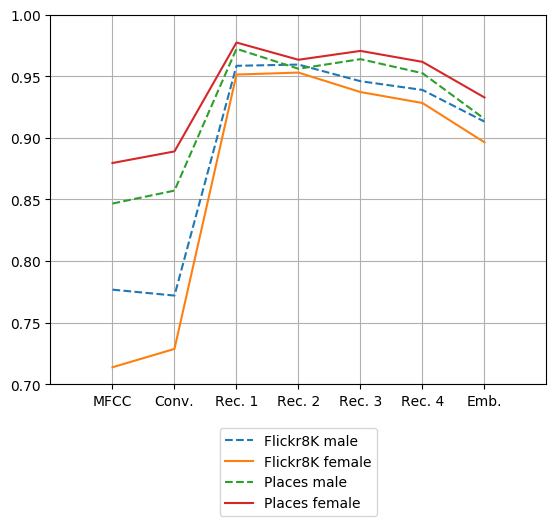 1.00
0.95
0.90
0.85
0.80
0.75
0.70
MFCC Conv. Rec. 1 Rec. 2 Rec. 3 Rec. 4 Emb.
Flickr8K male
Flickr8K female
Places male
Places female